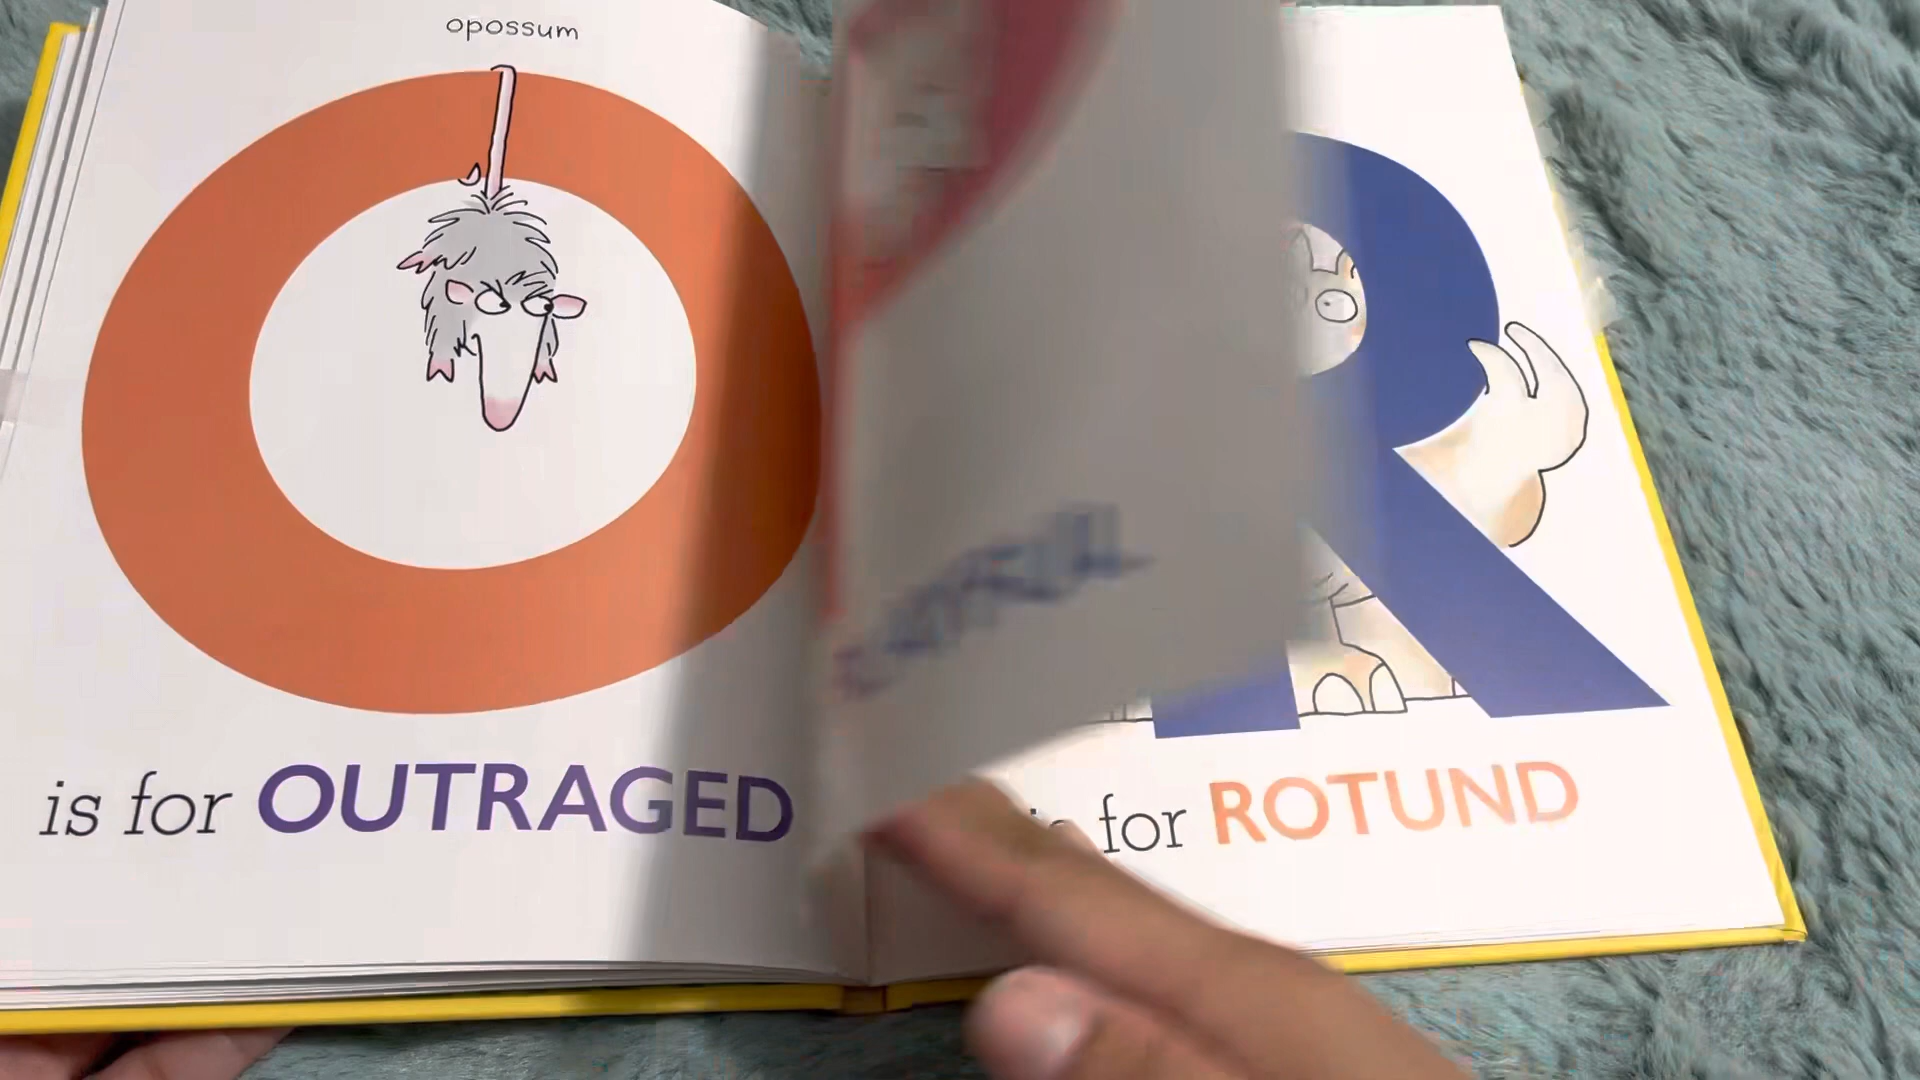 opossum
O
is for OUTRAGED
R
for ROTUND